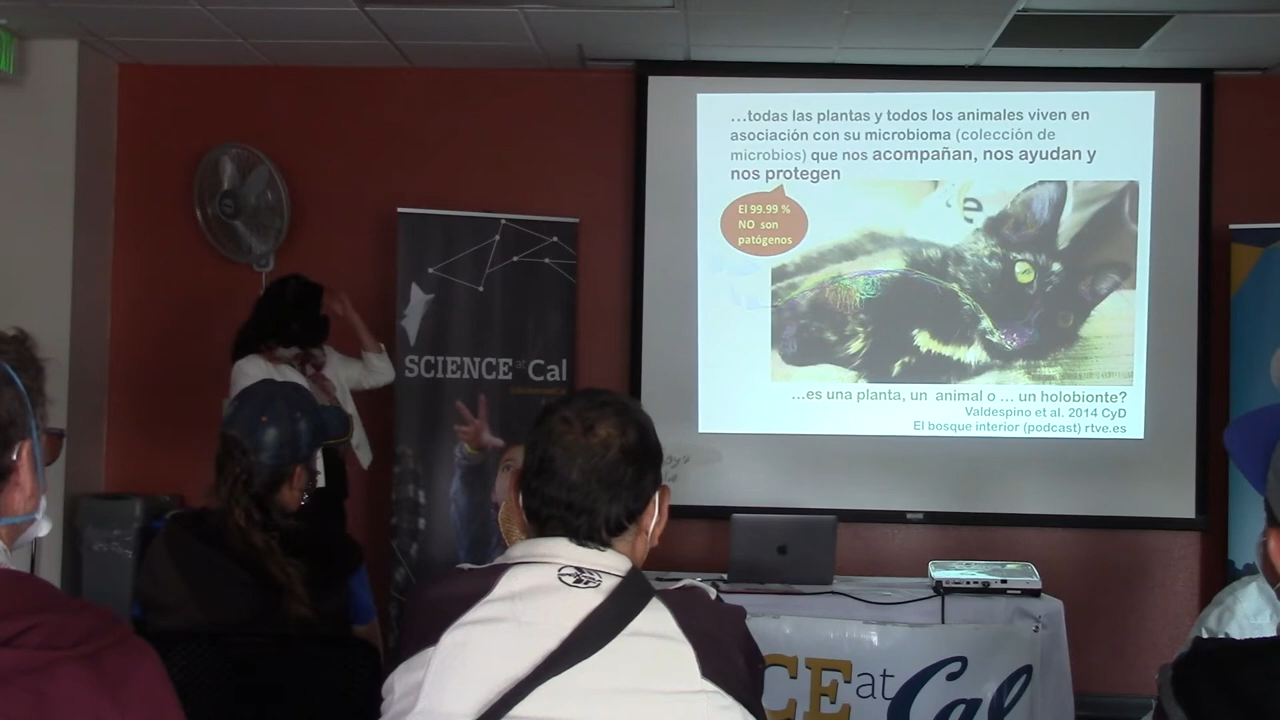 …todas las plantas y todos los animales viven en
asociación con su microbioma (colección de
microbios) que nos acompañan, nos ayudan y
nos protegen
El 99.99 %
NO son
patógenos
…es una planta, un animal o ... un holobionte?
Valdespino et al. 2014 CyD
El bosque interior (podcast) rtve.es
SCIENCE at Cal
CE at Cal